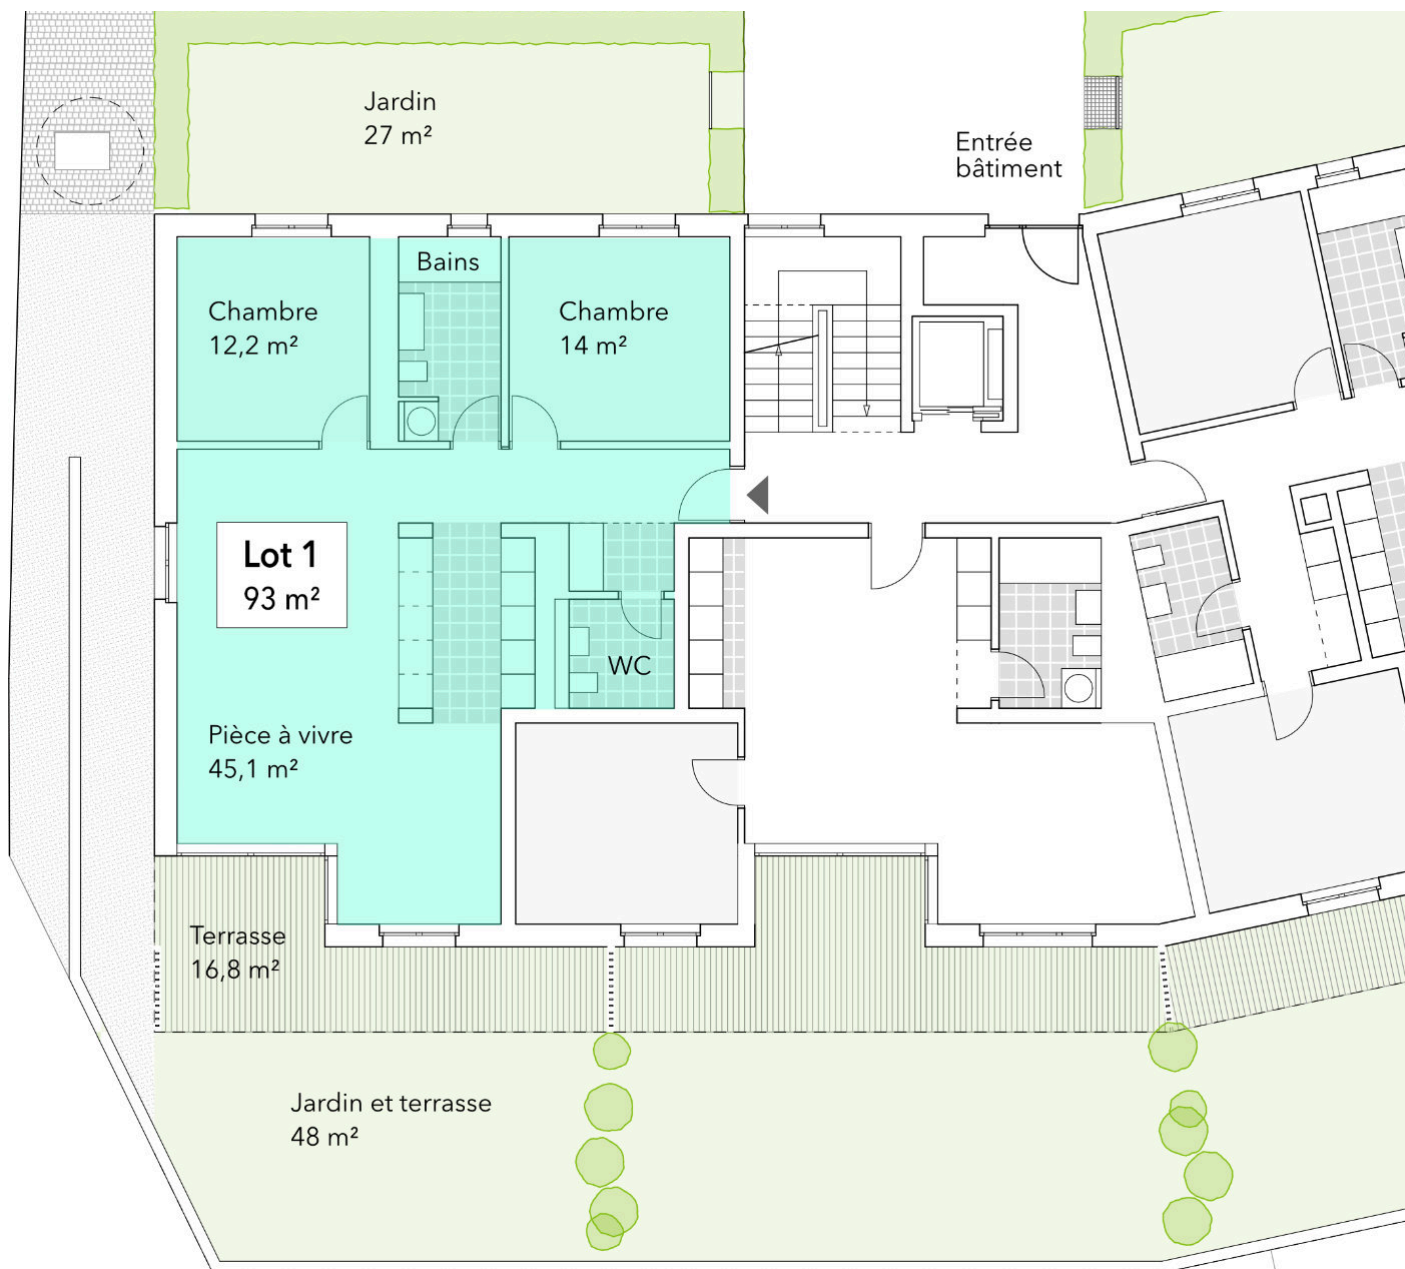 Jardin
27 m²
Entrée
bâtiment
Bains
Chambre
12,2 m²
Chambre
14 m²
Lot 1
93 m²
WC
Pièce à vivre
45,1 m²
Terrasse
16,8 m²
Jardin et terrasse
48 m²